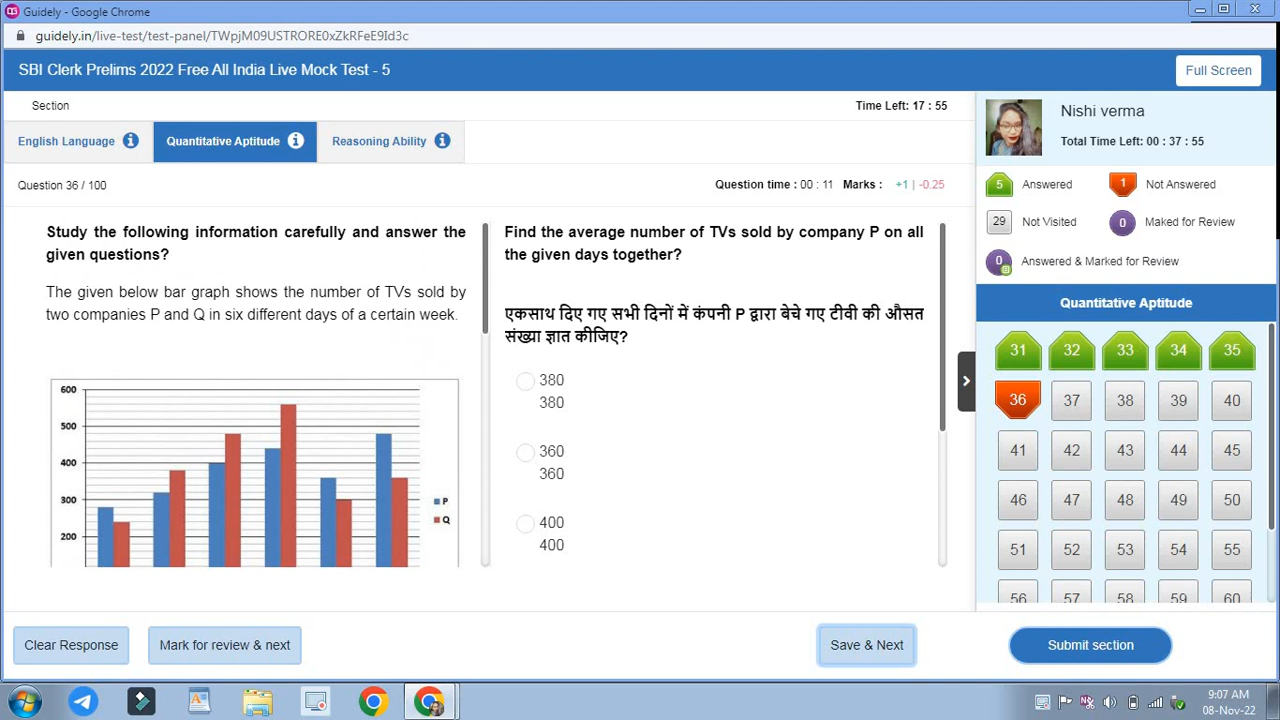 Guidely - Google Chrome
guidely.in/live-test/test-panel/TWpjM09USTRORE0xZkRFeE9Id3c
SBI Clerk Prelims 2022 Free All India Live Mock Test - 5
Full Screen
Section
Time Left: 17 : 55
English Language
Quantitative Aptitude
Reasoning Ability
Question 36 / 100
Question time : 00 : 11 Marks : +1 | -0.25
Study the following information carefully and answer the
given questions?
The given below bar graph shows the number of TVs sold by
two companies P and Q in six different days of a certain week.
600
500
400
300
200
P
Q
Find the average number of TVs sold by company P on all
the given days together?
एकसाथ दिए गए सभी दिनों में कंपनी P द्वारा बेचे गए टीवी की औसत
संख्या ज्ञात कीजिए?
380
380
360
360
400
400
Nishi verma
Total Time Left: 00 : 37 : 55
5 Answered
1 Not Answered
29 Not Visited
0 Maked for Review
0 Answered & Marked for Review
Quantitative Aptitude
31 32 33 34 35
36 37 38 39 40
41 42 43 44 45
46 47 48 49 50
51 52 53 54 55
56 57 58 59 60
Clear Response
Mark for review & next
Save & Next
Submit section
9:07 AM
08-Nov-22